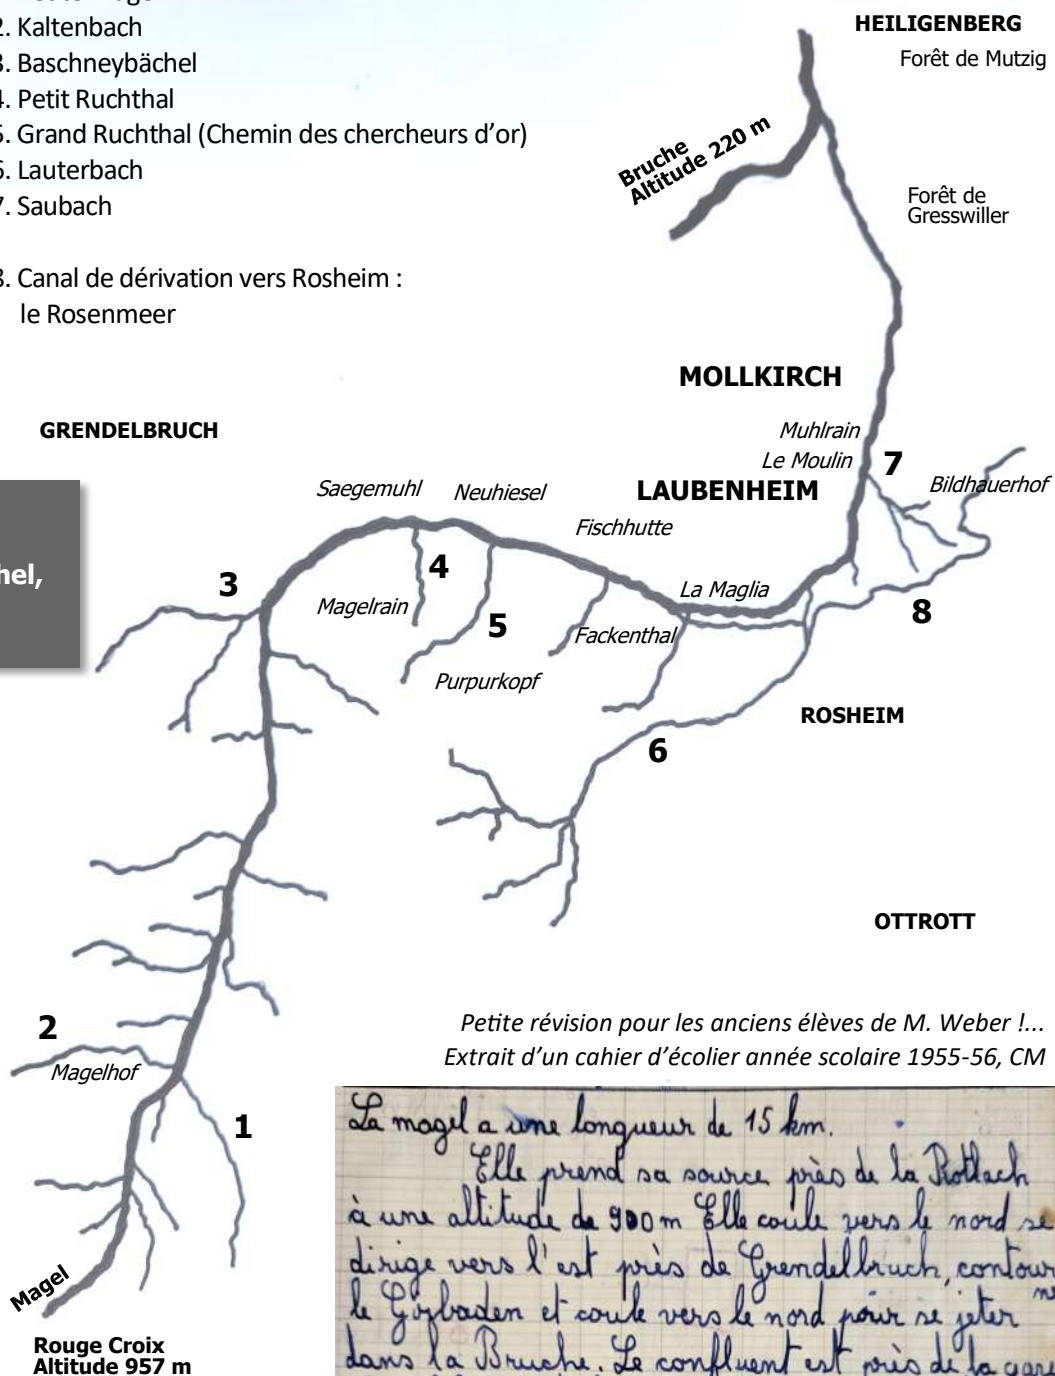 2. Kaltenbach
3. Baschneybächel
4. Petit Ruchthal
5. Grand Ruchthal (Chemin des chercheurs d'or)
6. Lauterbach
7. Saubach
8. Canal de dérivation vers Rosheim :
le Rosenmeer
HEILIGENBERG
Forêt de Mutzig
Bruche
Altitude 220 m
Forêt de
Gresswiller
MOLLKIRCH
GRENDELBRUCH
Muhlrain
Le Moulin
7
Bildhauerhof
LAUBENHEIM
Saegemuhl
Neuhiesel
Fischhutte
hel,
3
4
Magelrain
5
La Maglia
8
Fackenthal
Purpurkopf
ROSHEIM
6
OTTROTT
2
Magelhof
1
Magel
Rouge Croix
Altitude 957 m
Petite révision pour les anciens élèves de M. Weber !...
Extrait d'un cahier d'écolier année scolaire 1955-56, CM
La magel a une longueur de 15 km.
Elle prend sa source près de la Rothlach
à une altitude de 900 m Elle coule vers le nord se
dirige vers l'est près de Grendelbruch, contour
ne
le Girbaden et coule vers le nord pour se jeter
dans la Bruche. Le confluent est près de la gare